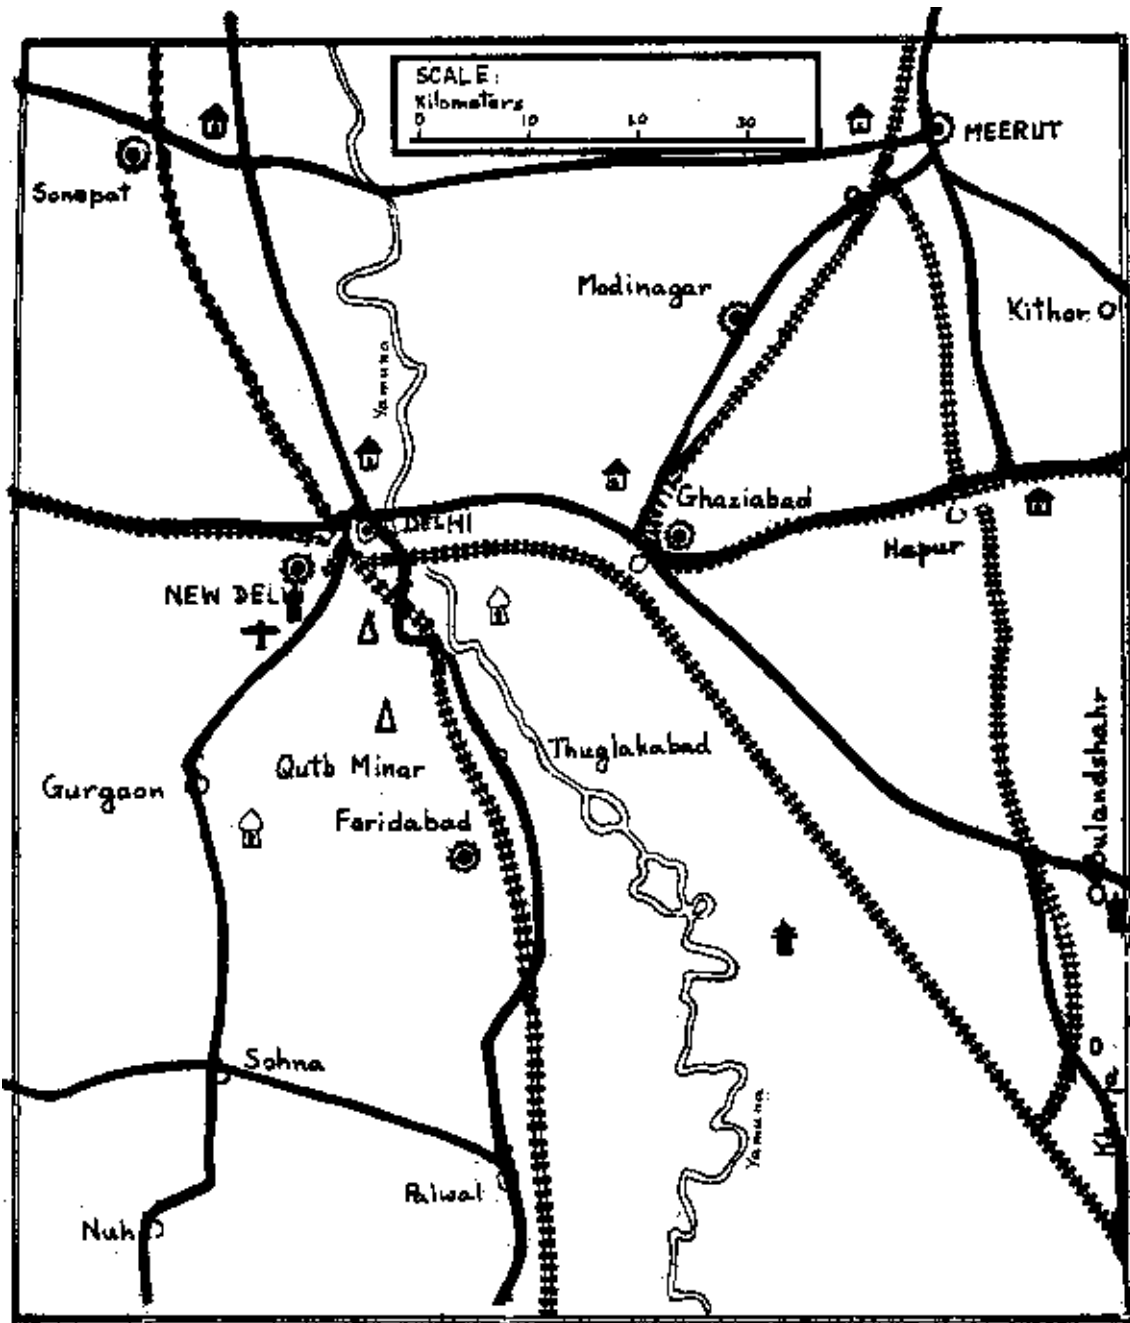 SCALE:
Kilometers
0 10 20 30
MEERUT
Sonepat
Modinagar
Kithor
Yamuna
Ghaziabad
DELHI
Hapur
NEW DELHI
Bulandshahr
Thuglakabad
Qutb Minar
Gurgaon
Faridabad
Sohna
Yamuna
Khurja
Palwal
Nuh